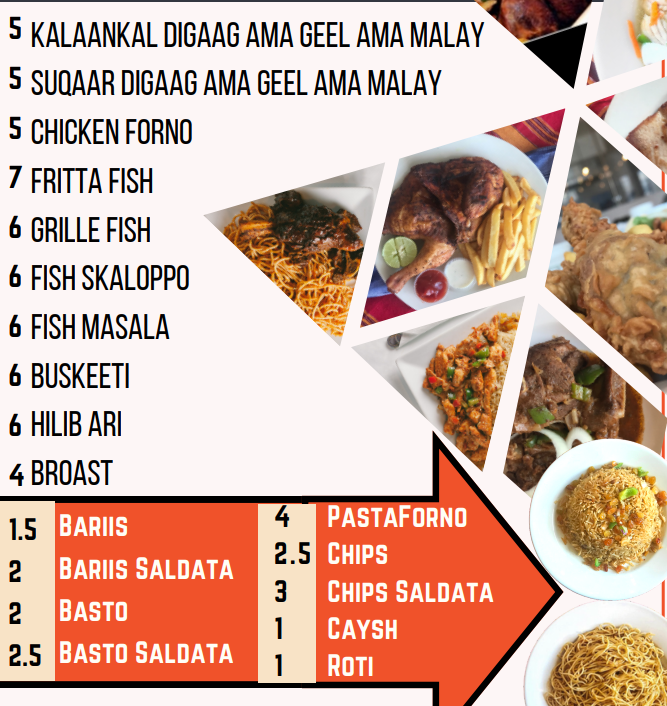 5 KALAANKAL DIGAAG AMA GEEL AMA MALAY
5 SUQAAR DIGAAG AMA GEEL AMA MALAY
5 CHICKEN FORNO
7 FRITTA FISH
6 GRILLE FISH
6 FISH SKALOPPO
6 FISH MASALA
6 BUSKEETI
6 HILIB ARI
4 BROAST
1.5 BARIIS
2 BARIIS SALDATA
2 BASTO
2.5 BASTO SALDATA
4 PASTAFORNO
2.5 CHIPS
3 CHIPS SALDATA
1 CAYSH
1 ROTI